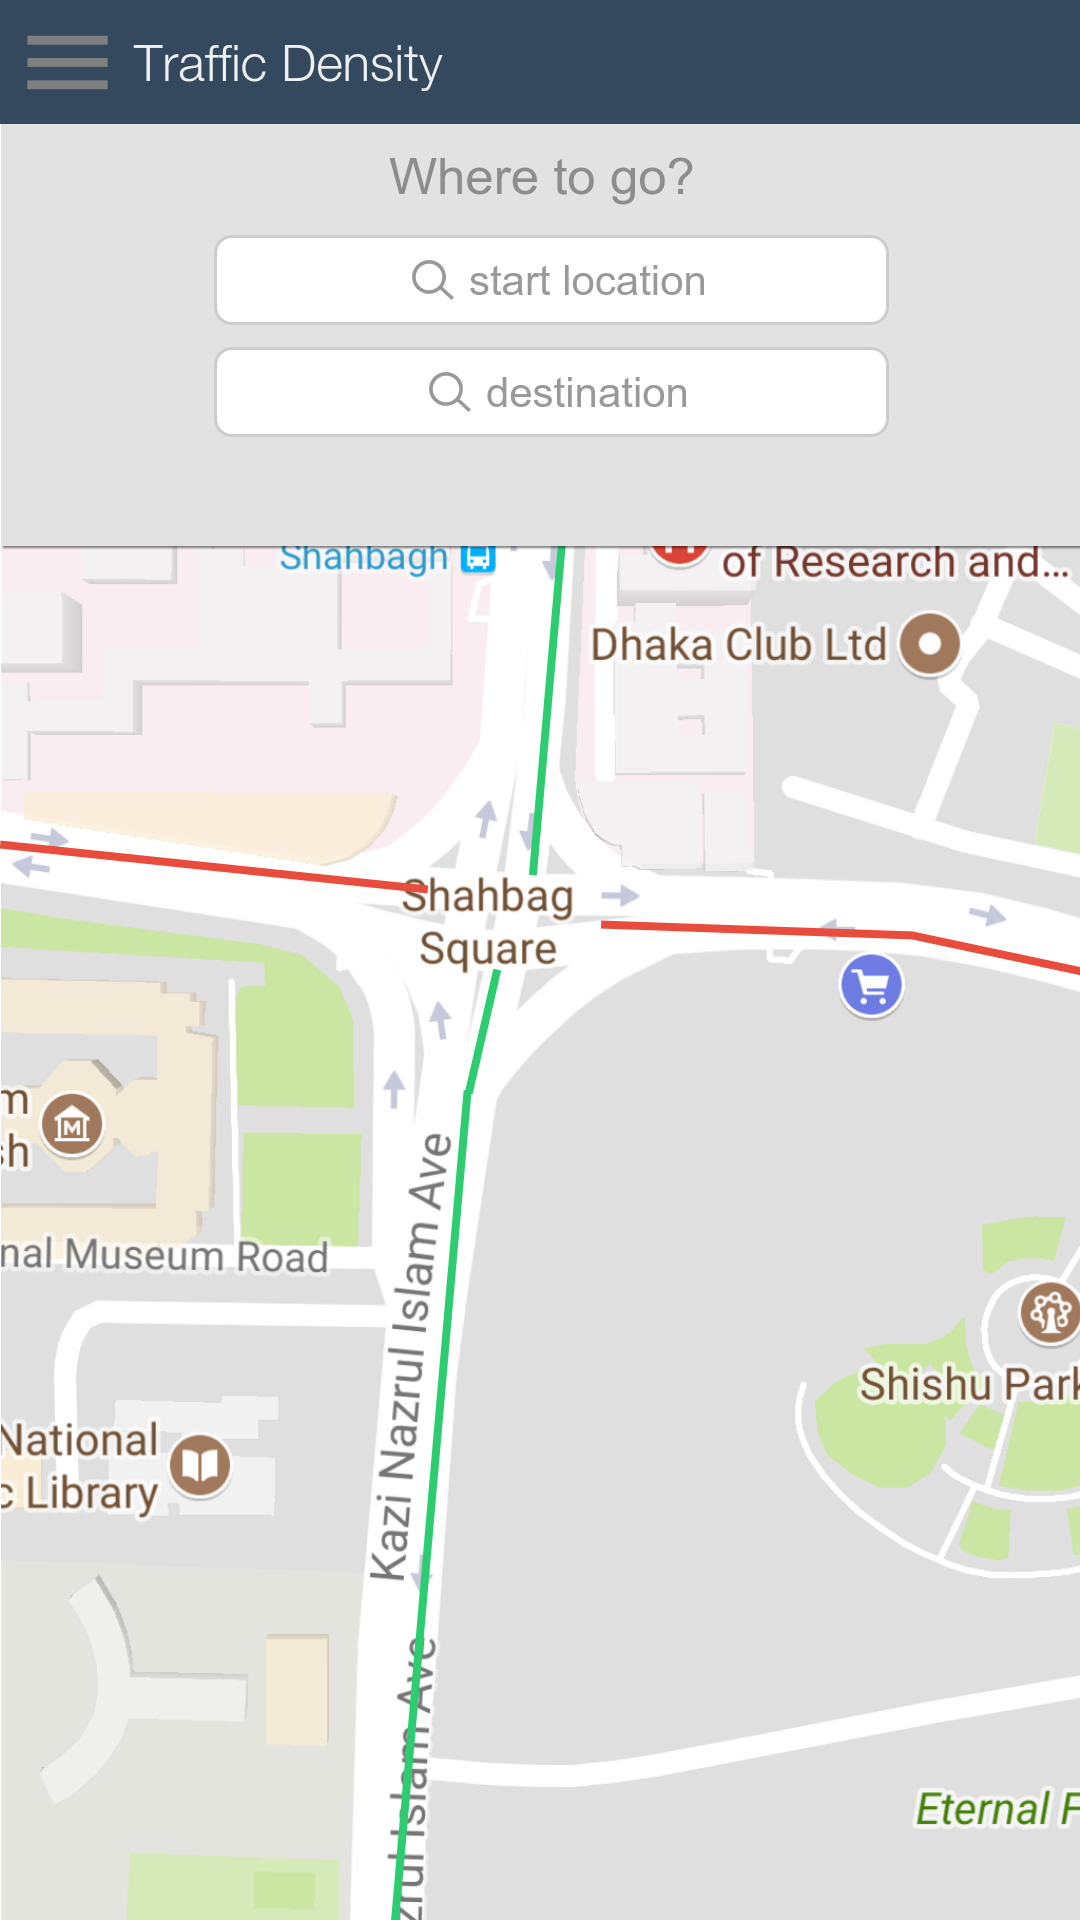 Traffic Density
Where to go?
start location
destination
Shahbagh
of Research and...
Dhaka Club Ltd
Shahbag
Square
M
nal Museum Road
Kazi Nazrul Islam Ave
Shishu Park
National
c Library
zrul Islam Ave
Eternal F